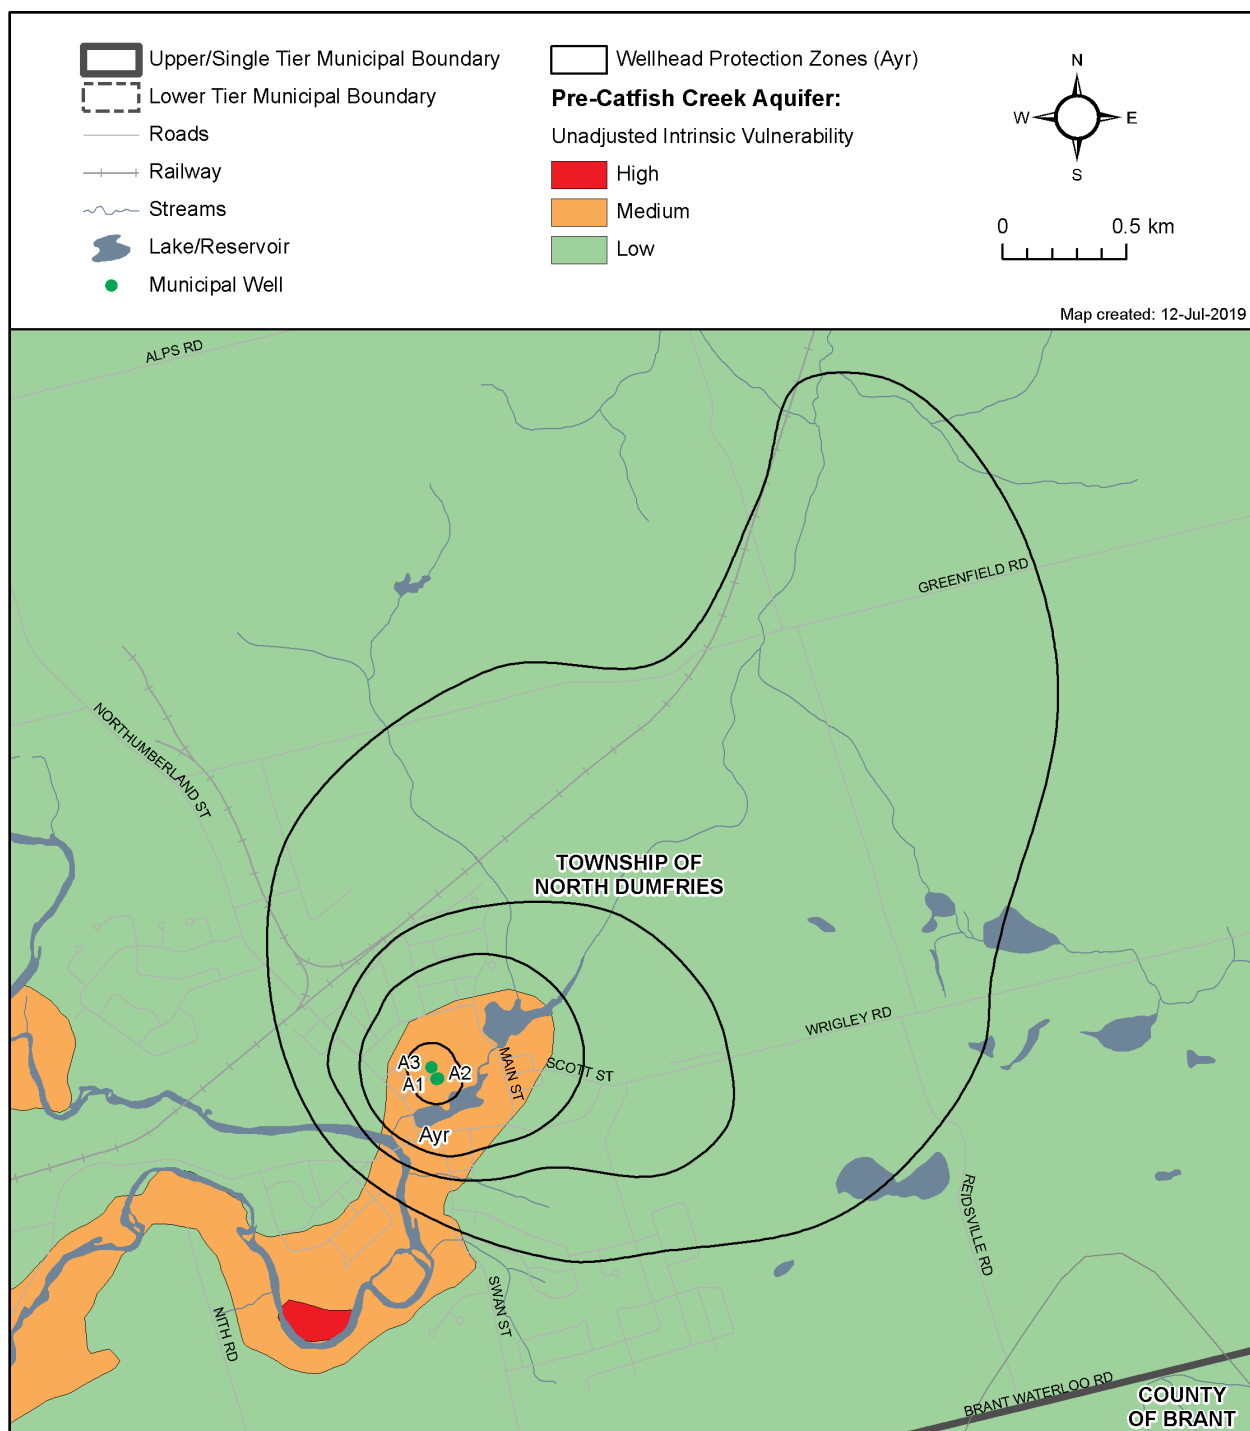 Upper/Single Tier Municipal Boundary
Lower Tier Municipal Boundary
Roads
Railway
Streams
Lake/Reservoir
Municipal Well
Wellhead Protection Zones (Ayr)
Pre-Catfish Creek Aquifer:
Unadjusted Intrinsic Vulnerability
High
Medium
Low
N
W
E
S
0
0.5 km
Map created: 12-Jul-2019
ALPS RD
GREENFIELD RD
NORTHUMBERLAND ST
TOWNSHIP OF
NORTH DUMFRIES
WRIGLEY RD
A3
A2
A1
MAIN ST
SCOTT ST
Ayr
REIDSVILLE RD
SWAN ST
NITH RD
BRANT WATERLOO RD
COUNTY
OF BRANT